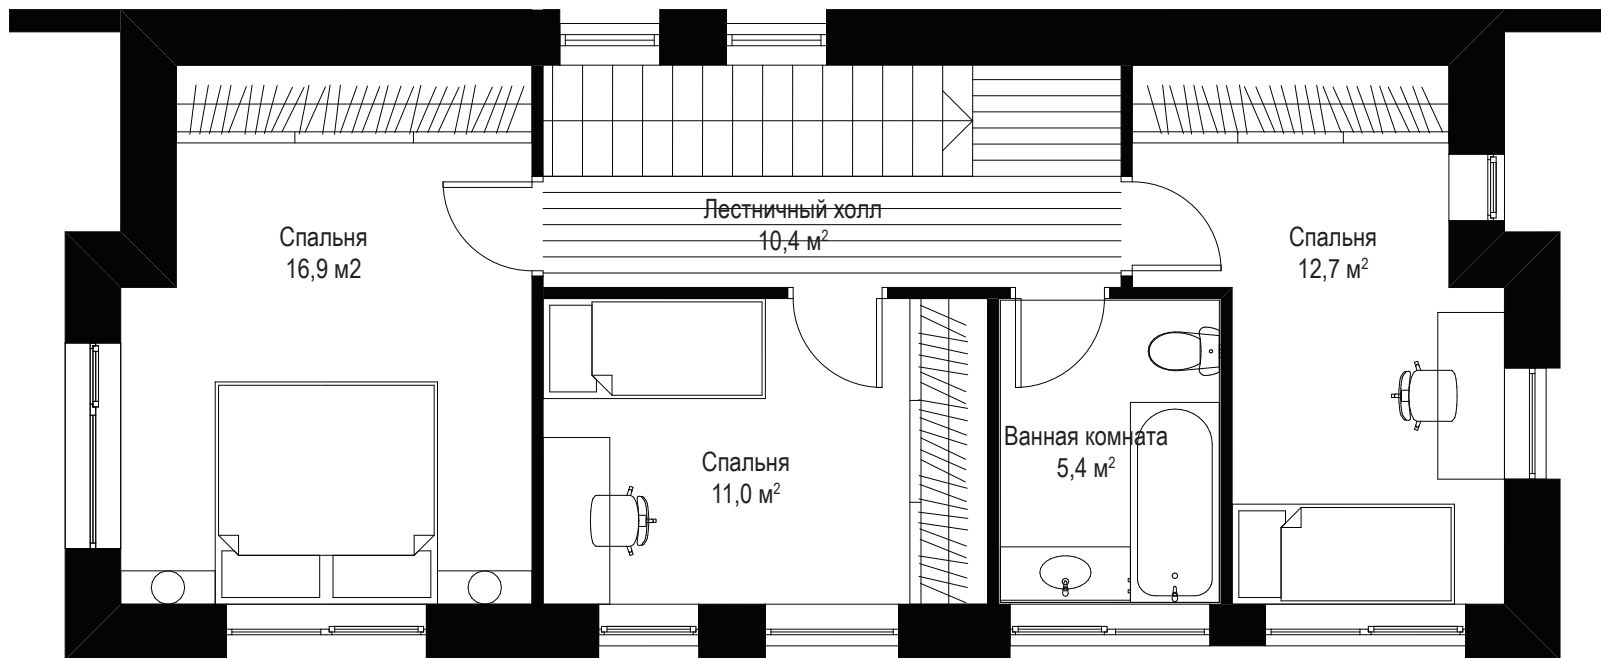 Лестничный холл
10,4 м²
Спальня
16,9 м2
Спальня
12,7 м²
Спальня
11,0 м²
Ванная комната
5,4 м²